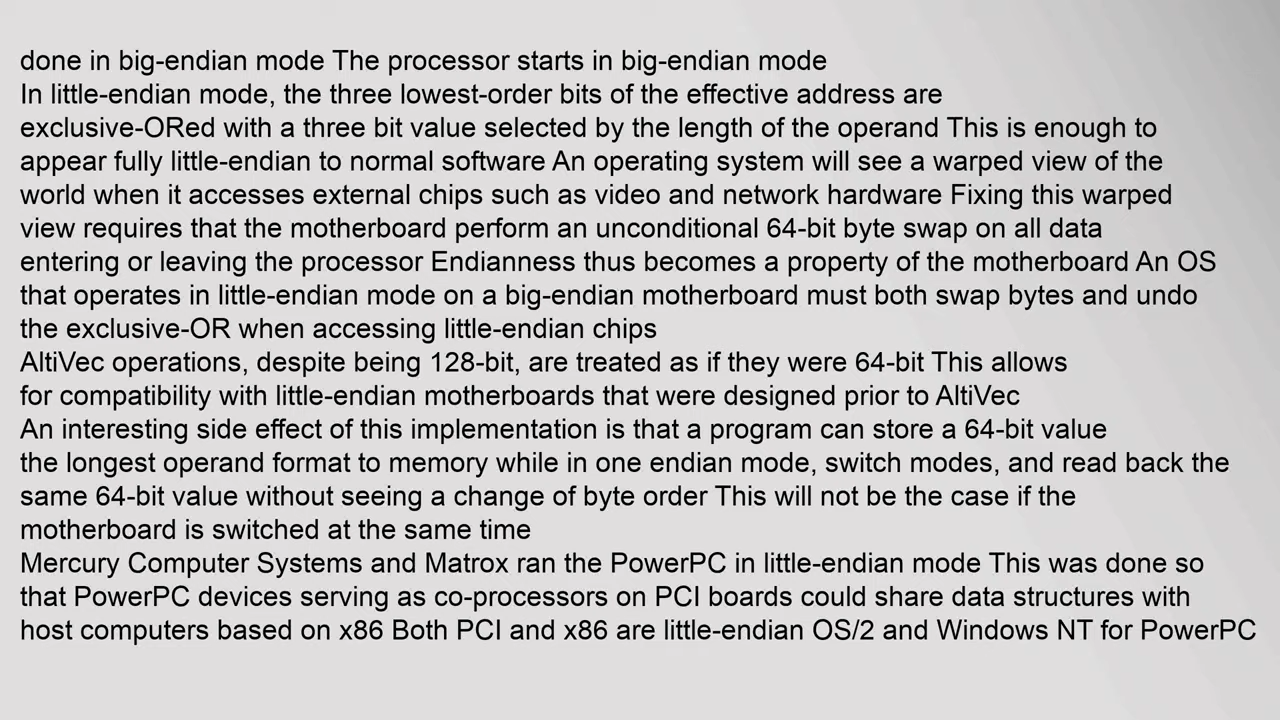 done in big-endian mode The processor starts in big-endian mode
In little-endian mode, the three lowest-order bits of the effective address are
exclusive-ORed with a three bit value selected by the length of the operand This is enough to
appear fully little-endian to normal software An operating system will see a warped view of the
world when it accesses external chips such as video and network hardware Fixing this warped
view requires that the motherboard perform an unconditional 64-bit byte swap on all data
entering or leaving the processor Endianness thus becomes a property of the motherboard An OS
that operates in little-endian mode on a big-endian motherboard must both swap bytes and undo
the exclusive-OR when accessing little-endian chips
AltiVec operations, despite being 128-bit, are treated as if they were 64-bit This allows
for compatibility with little-endian motherboards that were designed prior to AltiVec
An interesting side effect of this implementation is that a program can store a 64-bit value
the longest operand format to memory while in one endian mode, switch modes, and read back the
same 64-bit value without seeing a change of byte order This will not be the case if the
motherboard is switched at the same time
Mercury Computer Systems and Matrox ran the PowerPC in little-endian mode This was done so
that PowerPC devices serving as co-processors on PCI boards could share data structures with
host computers based on x86 Both PCI and x86 are little-endian OS/2 and Windows NT for PowerPC